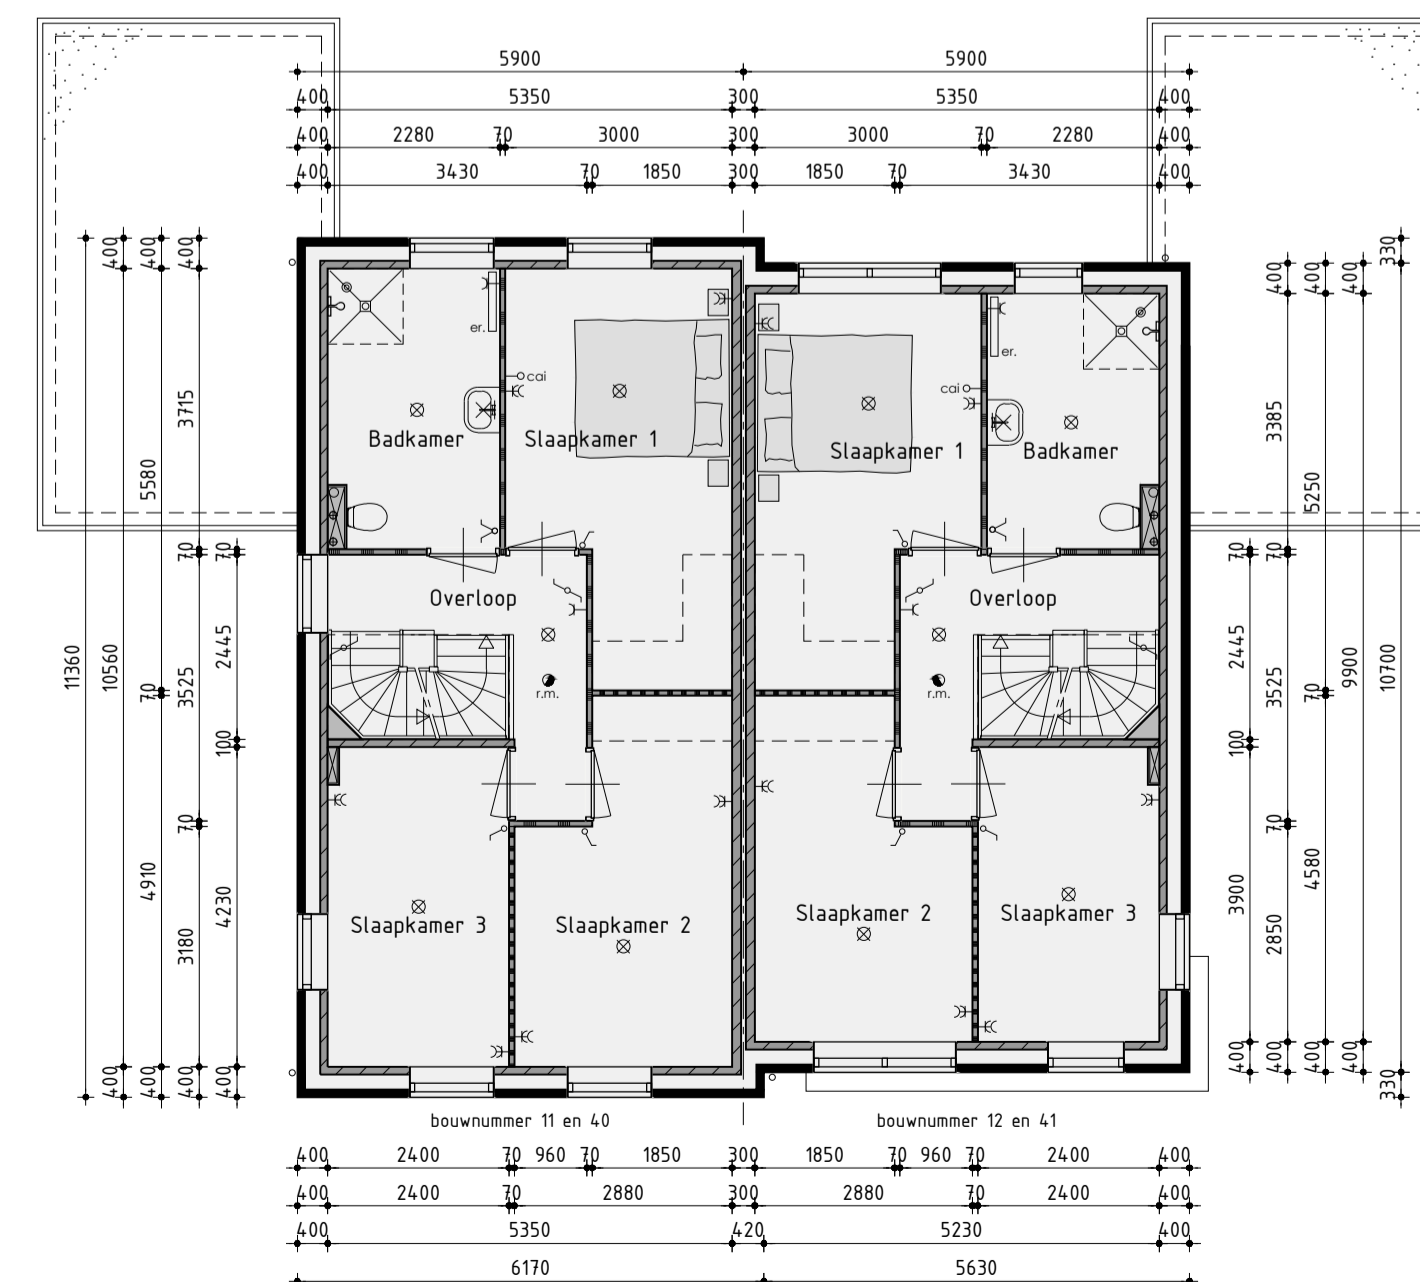 5900 5900
400 5350 300 5350 400
400 2280 70 3000 300 3000 70 2280 400
400 3430 70 1850 300 1850 70 3430 400
400 400 400
330
400 400 400
er.
er.
cai
cai
3715
3385
Badkamer Slaapkamer 1
Slaapkamer 1 Badkamer
5580
5250
70 70
70 70
Overloop Overloop
11360 10560 70 3525 2445
2445 3525 70 9900 10700
r.m. r.m.
100
100
70
70
4910 3180 4230
3900 2850 4580
Slaapkamer 3 Slaapkamer 2
Slaapkamer 2 Slaapkamer 3
400 400 400 400
400 400 400 400
330
bouwnummer 11 en 40 bouwnummer 12 en 41
400 2400 70 960 70 1850 300 1850 70 960 70 2400 400
400 2400 70 2880 300 2880 70 2400 400
400 5350 420 5230 400
6170 5630